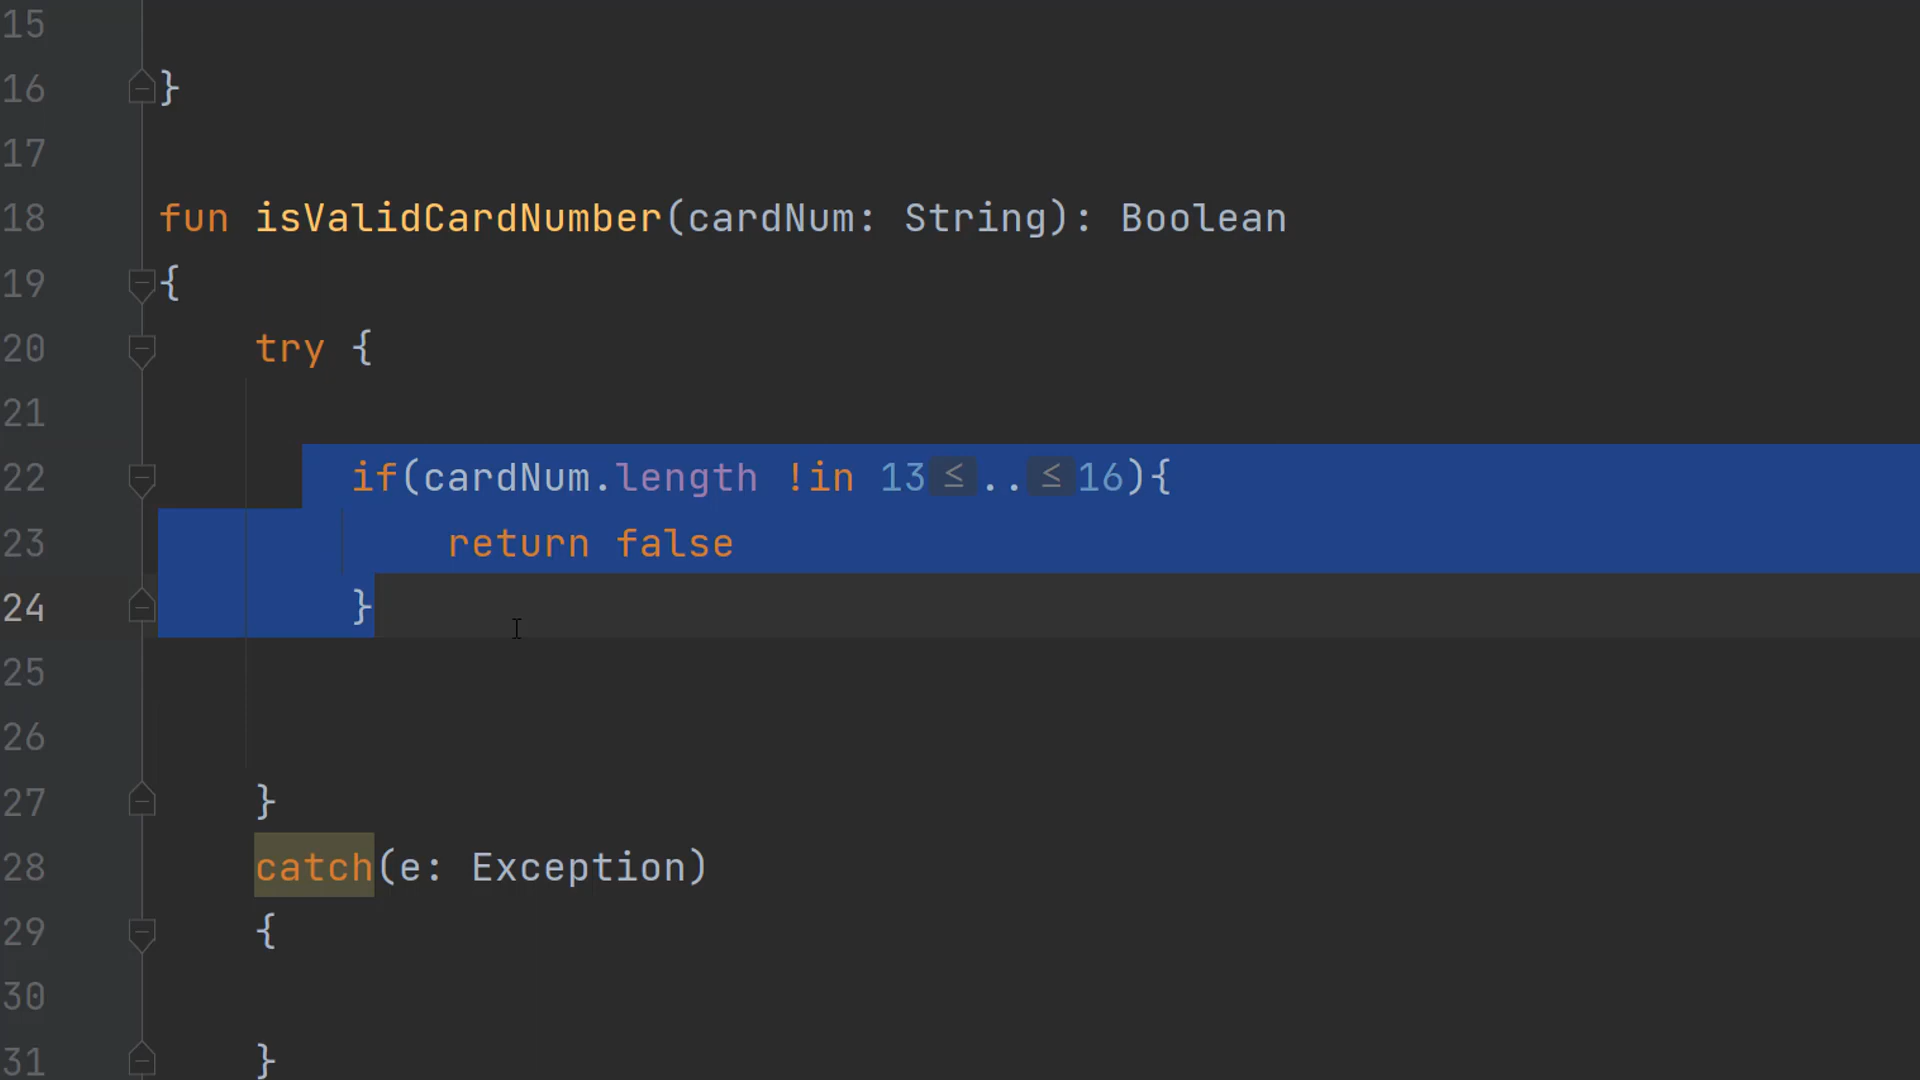 15
16 }
17
18 fun isValidCardNumber(cardNum: String): Boolean
19 {
20 try {
21
22 if(cardNum.length !in 13≤..≤16){
23 return false
24 }
25
26
27 }
28 catch(e: Exception)
29 {
30
31 }